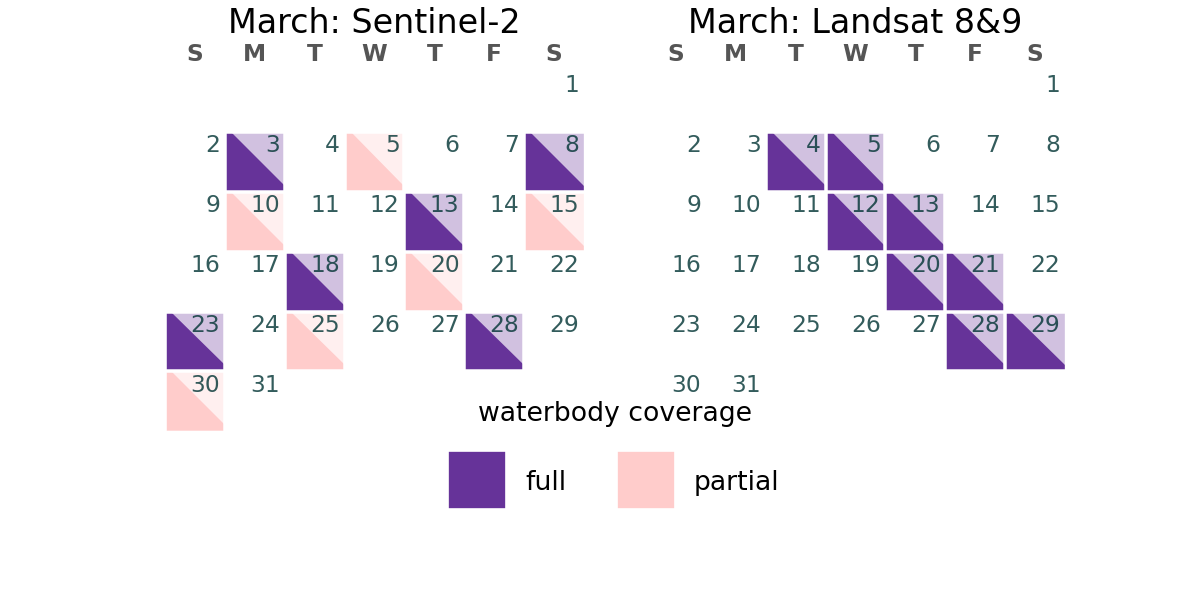 March: Sentinel-2
S M T W T F S
1
2 3 4 5 6 7 8
9 10 11 12 13 14 15
16 17 18 19 20 21 22
23 24 25 26 27 28 29
30 31
March: Landsat 8&9
S M T W T F S
1
2 3 4 5 6 7 8
9 10 11 12 13 14 15
16 17 18 19 20 21 22
23 24 25 26 27 28 29
30 31
waterbody coverage
full partial